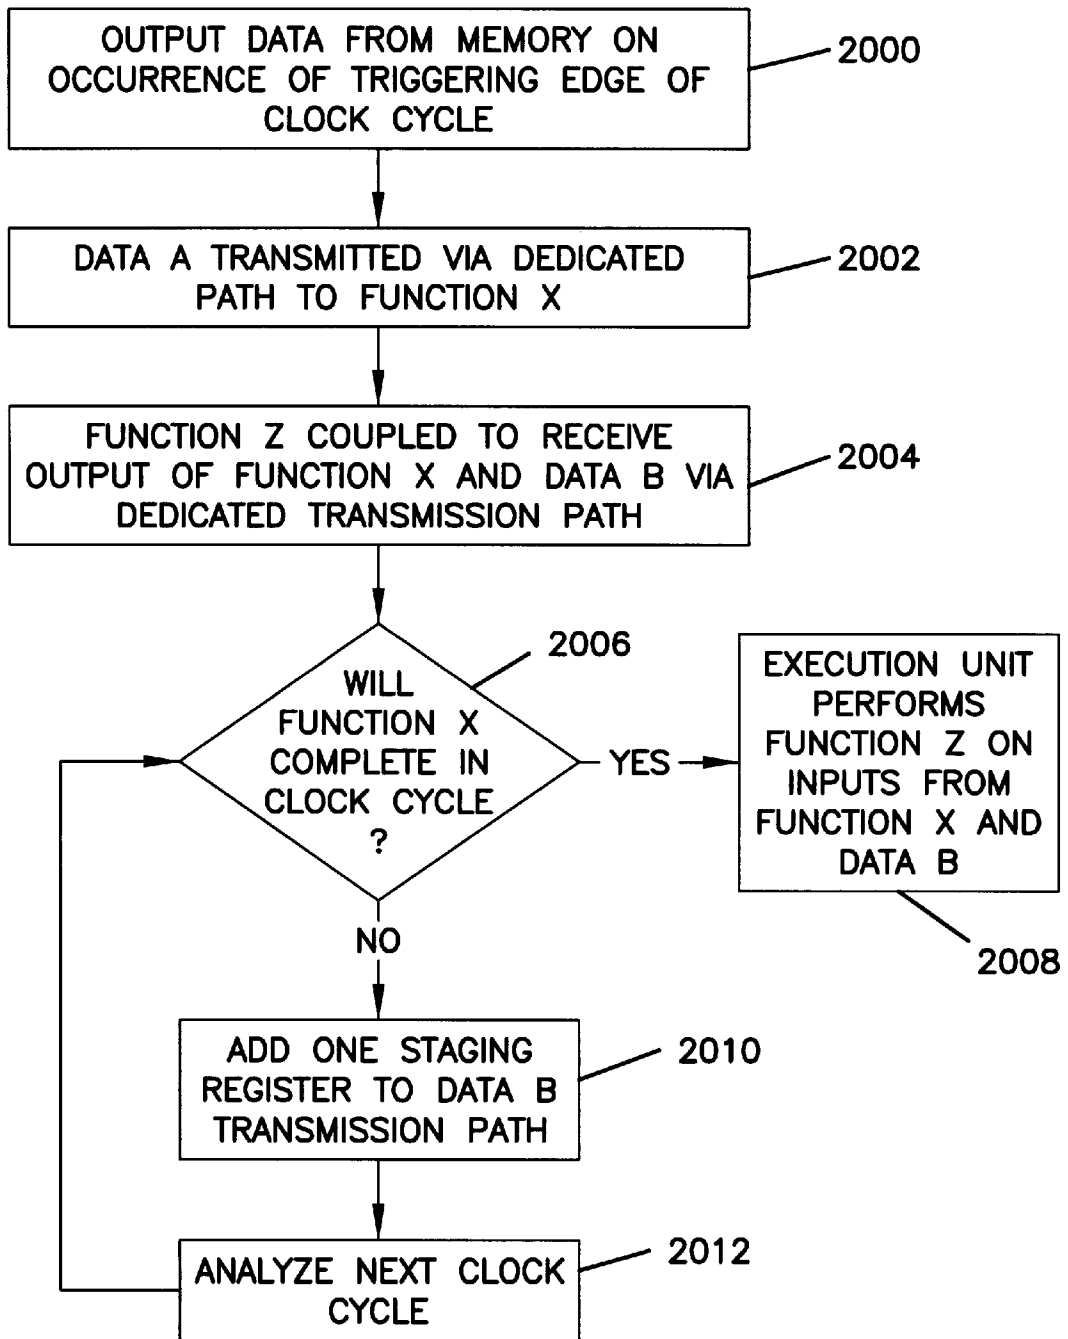 OUTPUT DATA FROM MEMORY ON
OCCURRENCE OF TRIGGERING EDGE OF
CLOCK CYCLE
2000
DATA A TRANSMITTED VIA DEDICATED
PATH TO FUNCTION X
2002
FUNCTION Z COUPLED TO RECEIVE
OUTPUT OF FUNCTION X AND DATA B VIA
DEDICATED TRANSMISSION PATH
2004
WILL
FUNCTION X
COMPLETE IN
CLOCK CYCLE
?
2006
YES
EXECUTION UNIT
PERFORMS
FUNCTION Z ON
INPUTS FROM
FUNCTION X AND
DATA B
2008
NO
ADD ONE STAGING
REGISTER TO DATA B
TRANSMISSION PATH
2010
ANALYZE NEXT CLOCK
CYCLE
2012